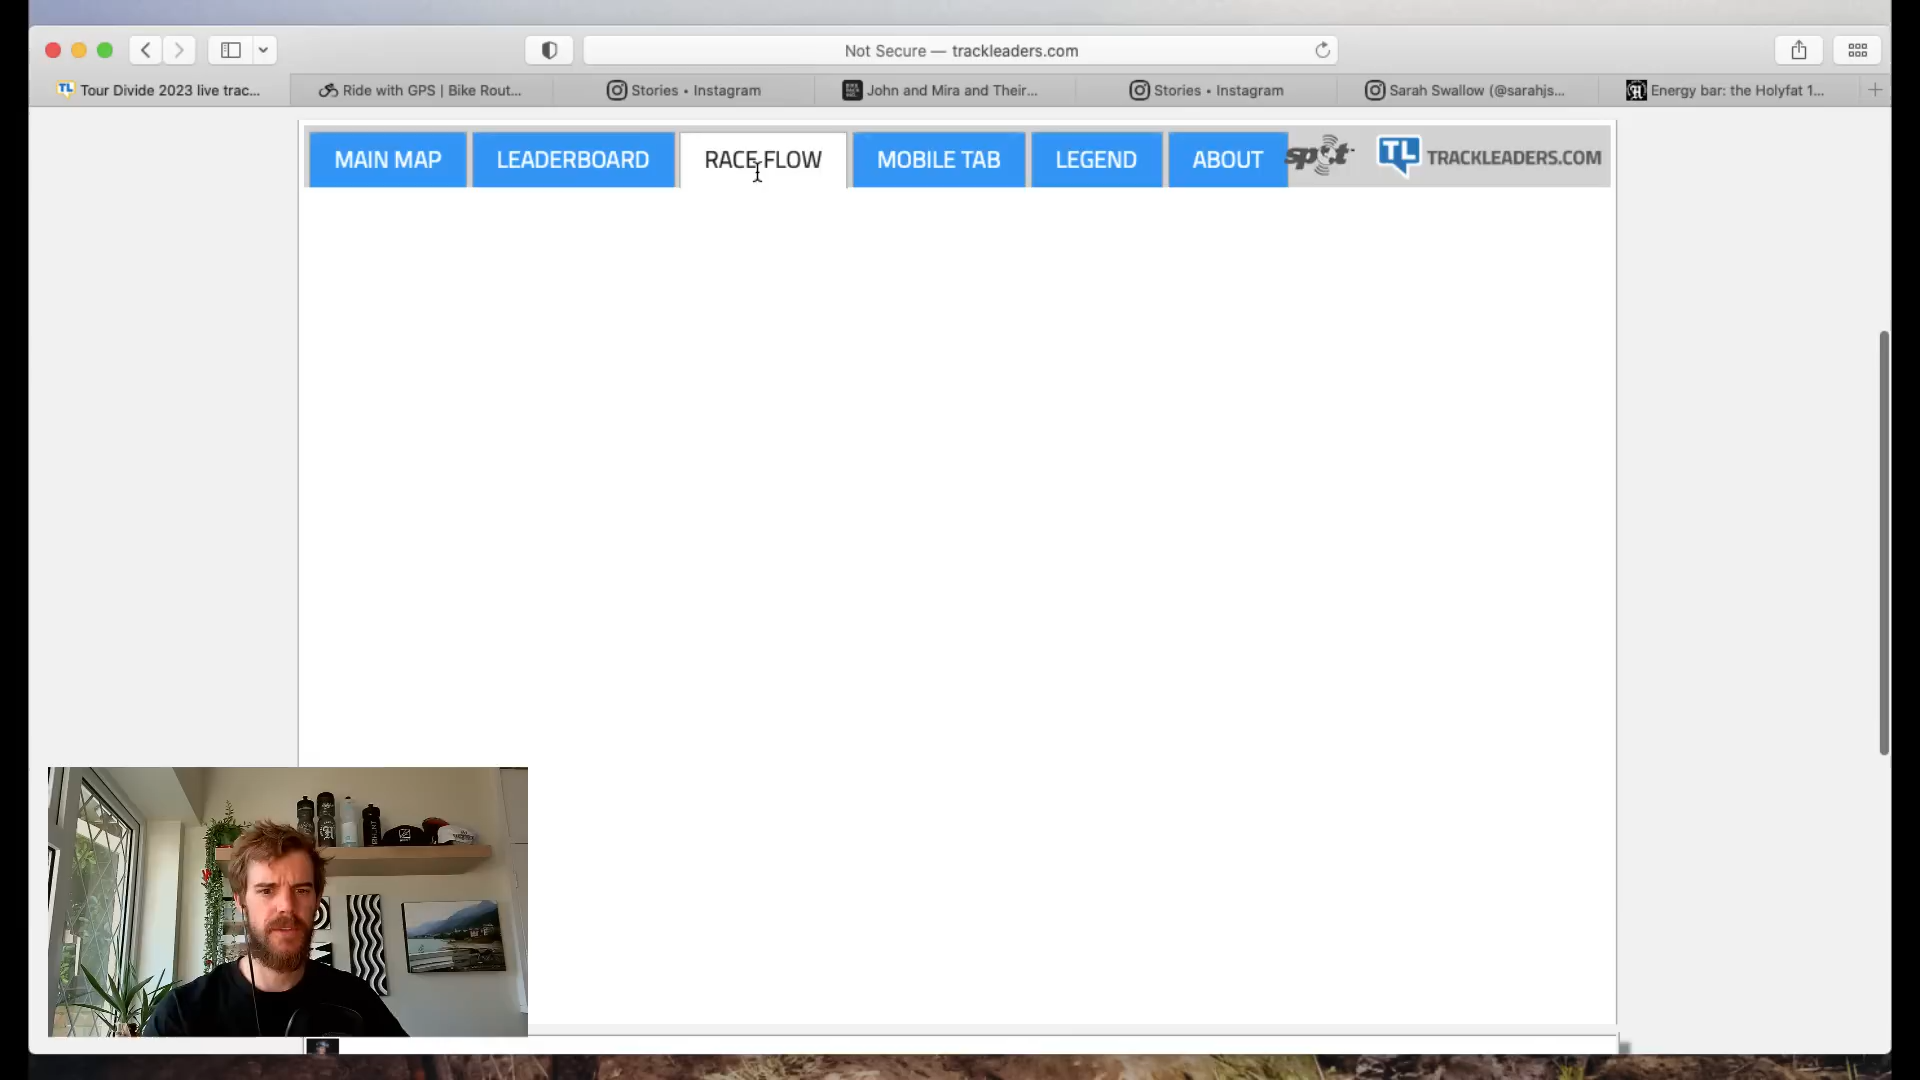 Not Secure — trackleaders.com
TL Tour Divide 2023 live trac...
Ride with GPS | Bike Rout...
Stories • Instagram
John and Mira and Their...
Stories • Instagram
Sarah Swallow (@sarahjs...
Energy bar: the Holyfat 1...
MAIN MAP
LEADERBOARD
RACE FLOW
MOBILE TAB
LEGEND
ABOUT
spot
TL TRACKLEADERS.COM